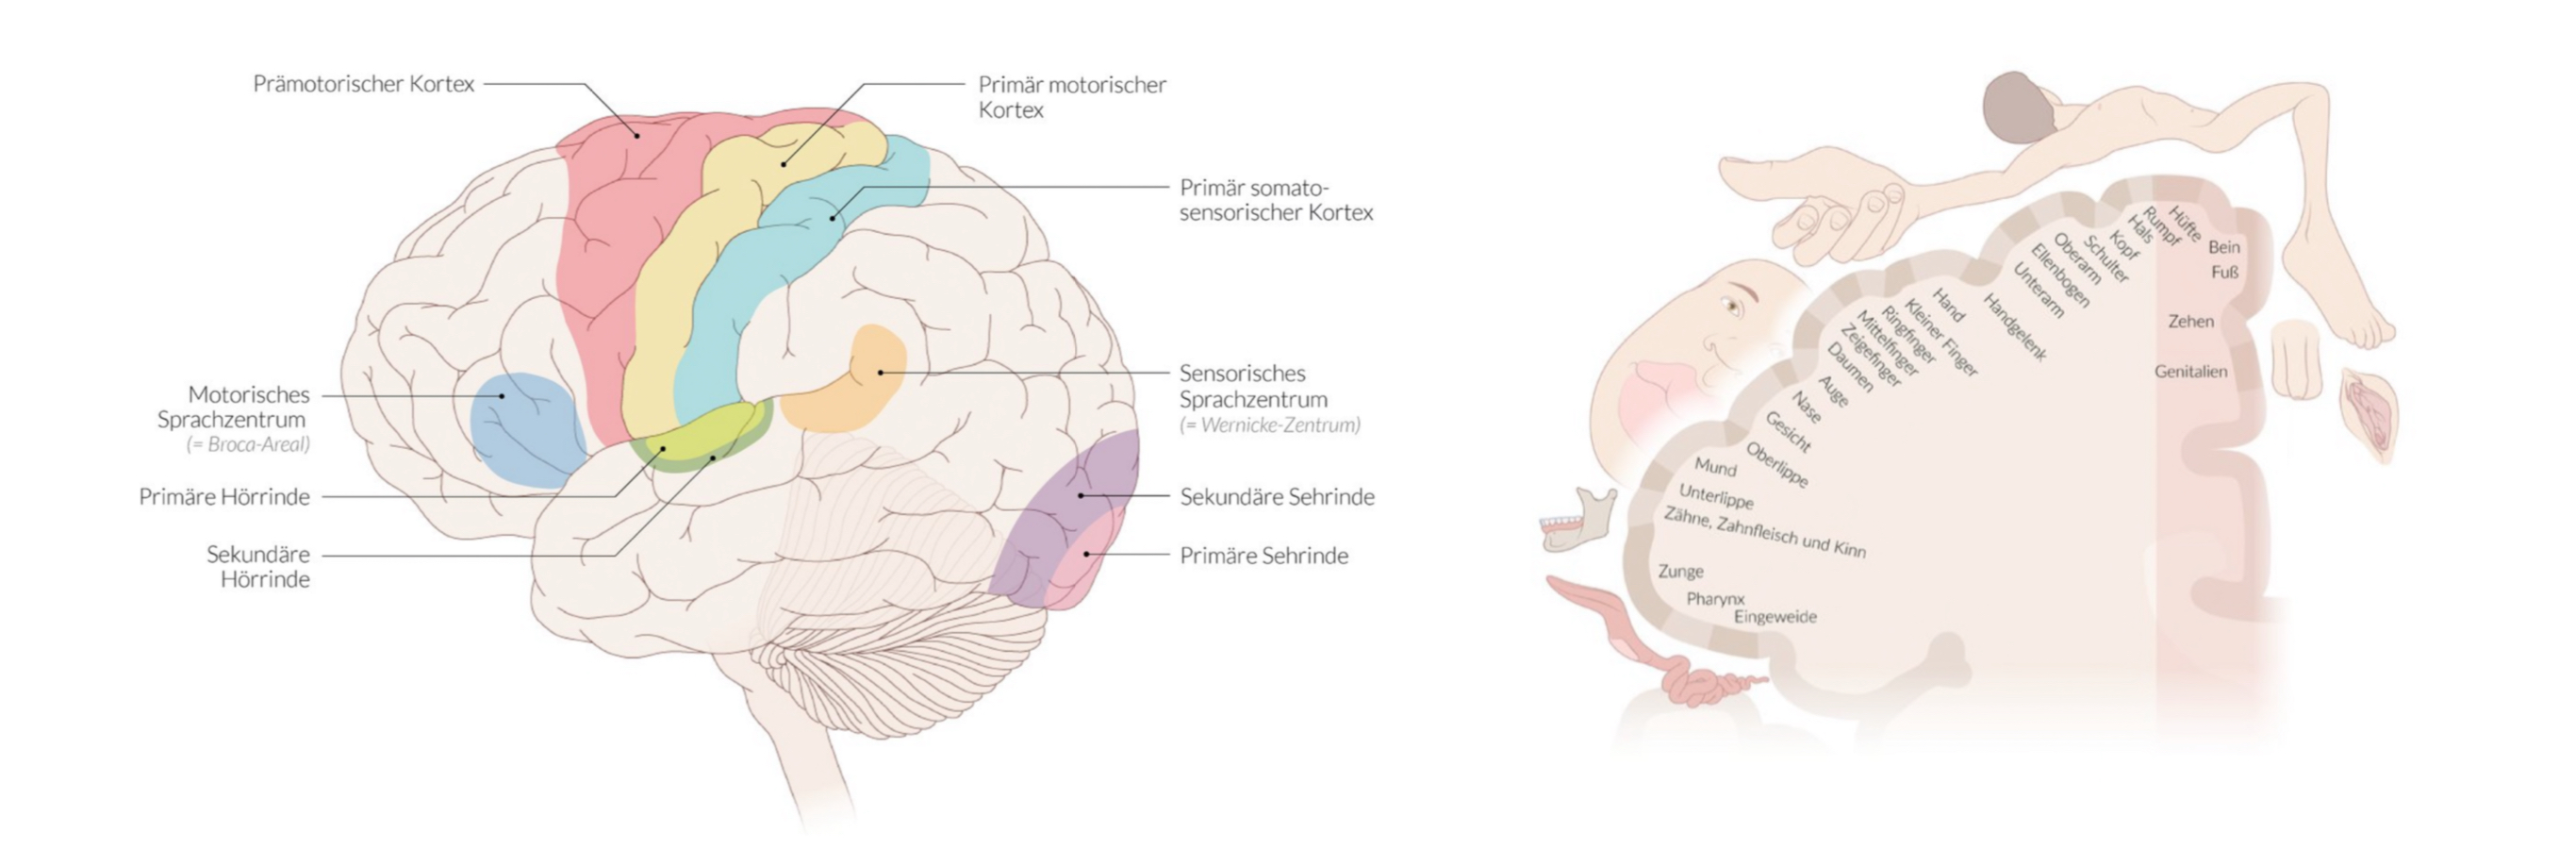 Prämotorischer Kortex
Primär motorischer
Kortex
Primär somato-
sensorischer Kortex
Motorisches
Sprachzentrum
(= Broca-Areal)
Sensorisches
Sprachzentrum
(= Wernicke-Zentrum)
Primäre Hörrinde
Sekundäre Sehrinde
Sekundäre
Hörrinde
Primäre Sehrinde
Hüfte
Rumpf
Hals
Kopf
Schulter
Oberarm
Ellenbogen
Unterarm
Handgelenk
Hand
Kleiner Finger
Ringfinger
Mittelfinger
Zeigefinger
Daumen
Auge
Nase
Gesicht
Oberlippe
Mund
Unterlippe
Zähne, Zahnfleisch und Kinn
Zunge
Pharynx
Eingeweide
Bein
Fuß
Zehen
Genitalien